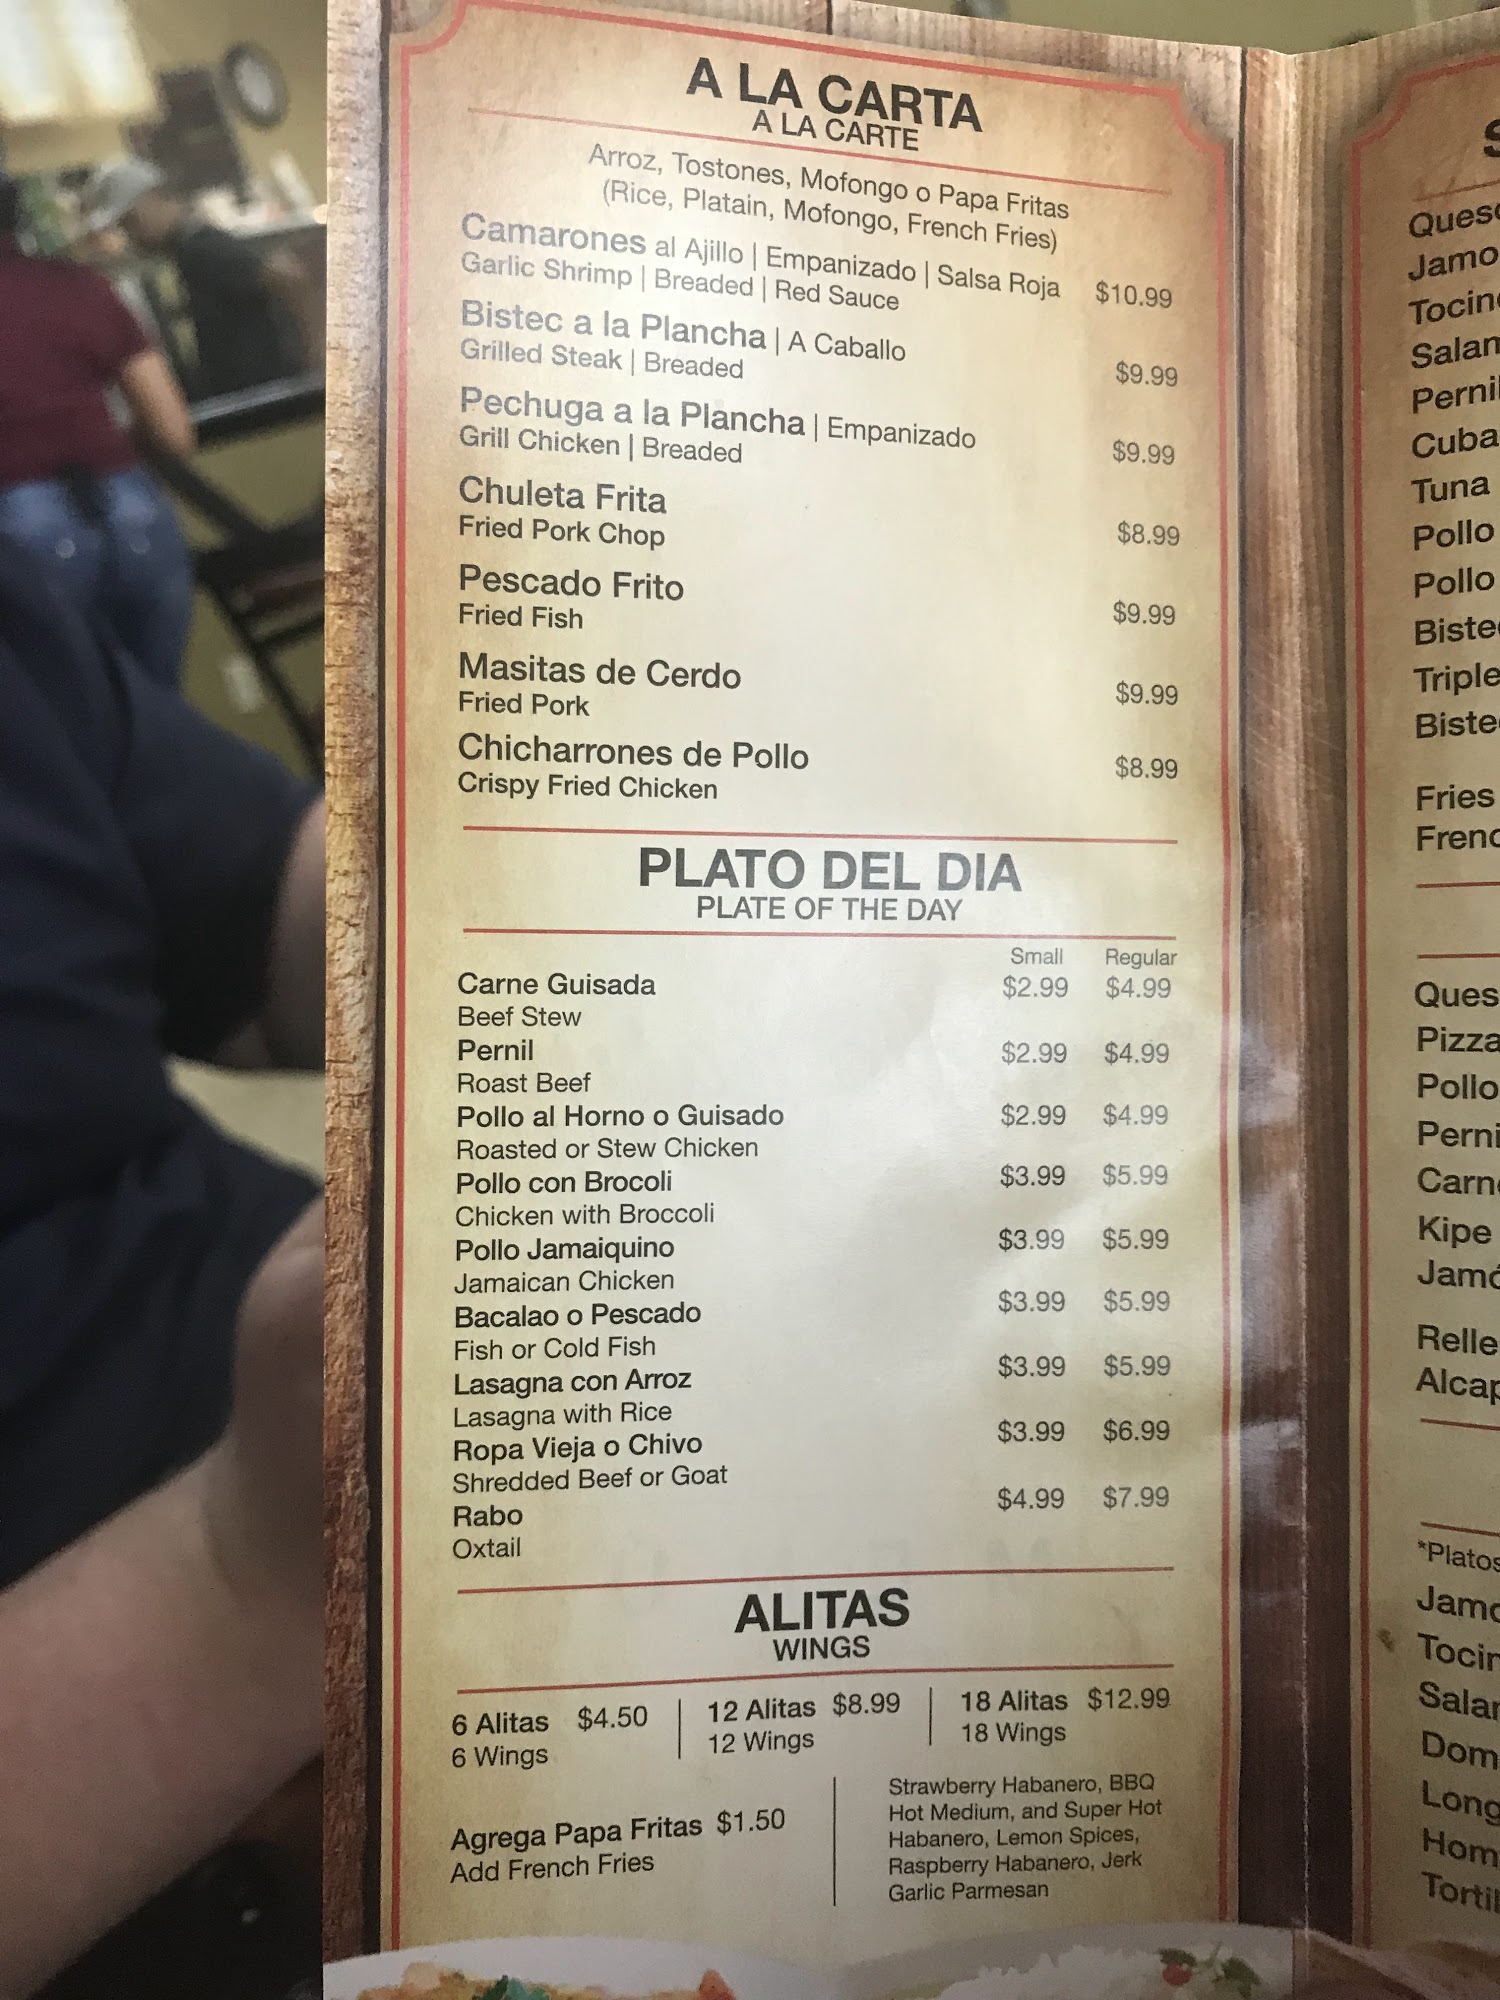 A LA CARTA
A LA CARTE
Arroz, Tostones, Mofongo o Papa Fritas
(Rice, Platain, Mofongo, French Fries)
Camarones al Ajillo | Empanizado | Salsa Roja $10.99
Garlic Shrimp | Breaded | Red Sauce
Bistec a la Plancha | A Caballo $9.99
Grilled Steak | Breaded
Pechuga a la Plancha | Empanizado $9.99
Grill Chicken | Breaded
Chuleta Frita $8.99
Fried Pork Chop
Pescado Frito $9.99
Fried Fish
Masitas de Cerdo $9.99
Fried Pork
Chicharrones de Pollo $8.99
Crispy Fried Chicken
PLATO DEL DIA
PLATE OF THE DAY
Small Regular
Carne Guisada $2.99 $4.99
Beef Stew
Pernil $2.99 $4.99
Roast Beef
Pollo al Horno o Guisado $2.99 $4.99
Roasted or Stew Chicken
Pollo con Brocoli $3.99 $5.99
Chicken with Broccoli
Pollo Jamaiquino $3.99 $5.99
Jamaican Chicken
Bacalao o Pescado $3.99 $5.99
Fish or Cold Fish
Lasagna con Arroz $3.99 $5.99
Lasagna with Rice
Ropa Vieja o Chivo $3.99 $6.99
Shredded Beef or Goat
Rabo $4.99 $7.99
Oxtail
ALITAS
WINGS
6 Alitas $4.50 | 12 Alitas $8.99 | 18 Alitas $12.99
6 Wings 12 Wings 18 Wings
Agrega Papa Fritas $1.50
Add French Fries
Strawberry Habanero, BBQ
Hot Medium, and Super Hot
Habanero, Lemon Spices,
Raspberry Habanero, Jerk
Garlic Parmesan
Tuna
Pollo
Pollo
Fries
Pizza
Pollo
Kipe